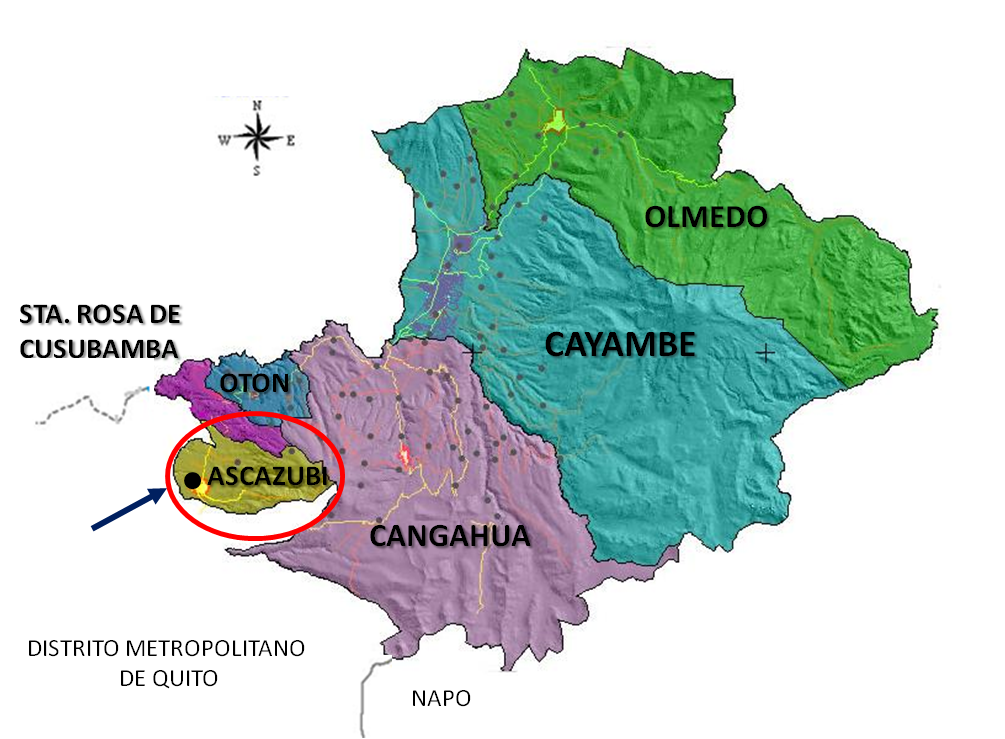 N
W E
S
OLMEDO
STA. ROSA DE
CUSUBAMBA
CAYAMBE
OTON
ASCAZUBI
CANGAHUA
DISTRITO METROPOLITANO
DE QUITO
NAPO